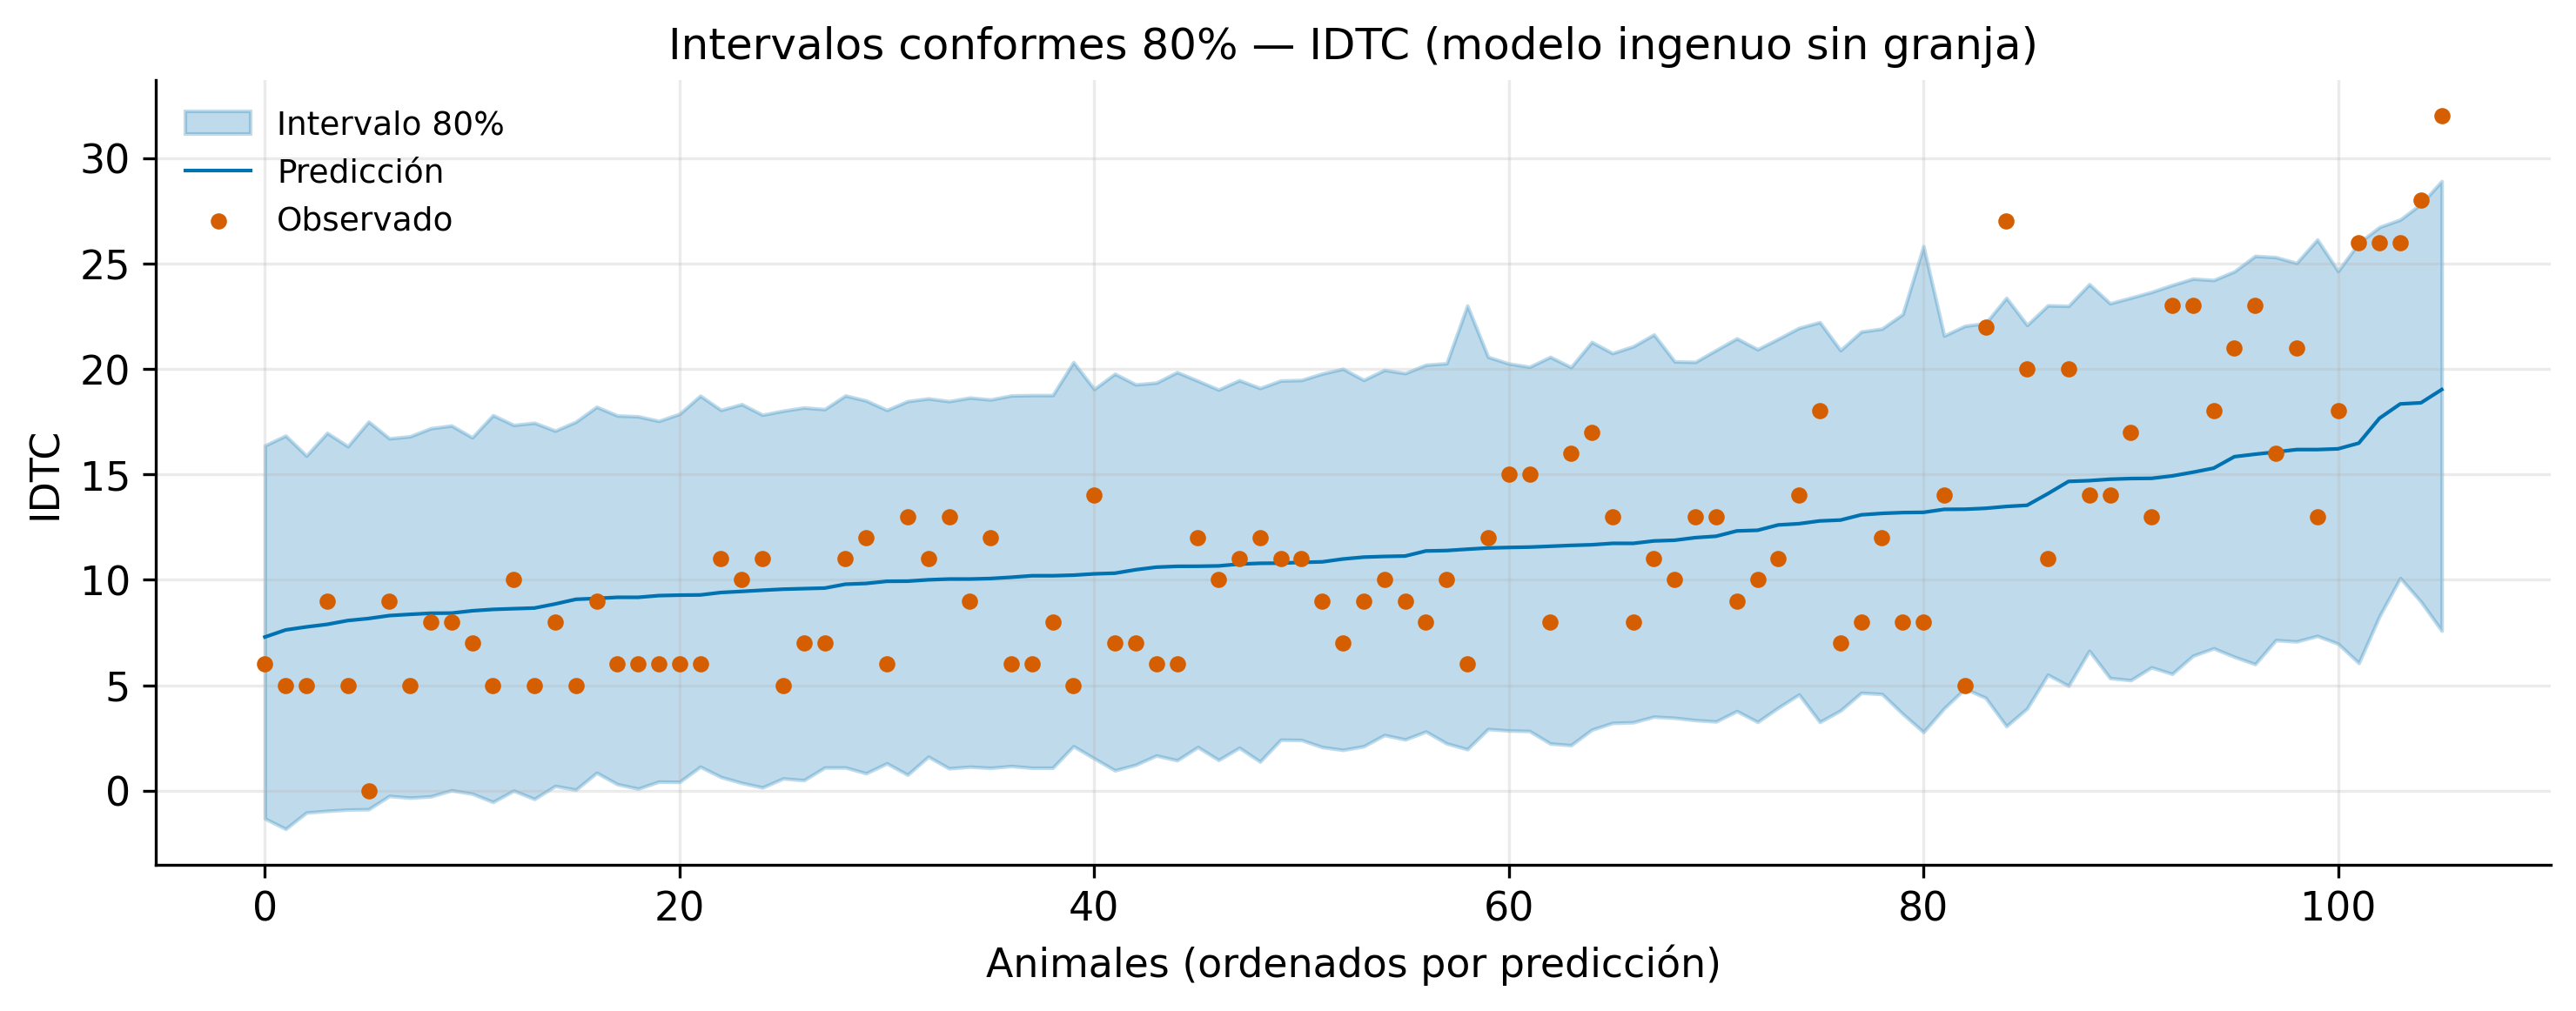 Intervalos conformes 80% — IDTC (modelo ingenuo sin granja)
Intervalo 80%
Predicción
Observado
IDTC
30
25
20
15
10
5
0
0 20 40 60 80 100
Animales (ordenados por predicción)